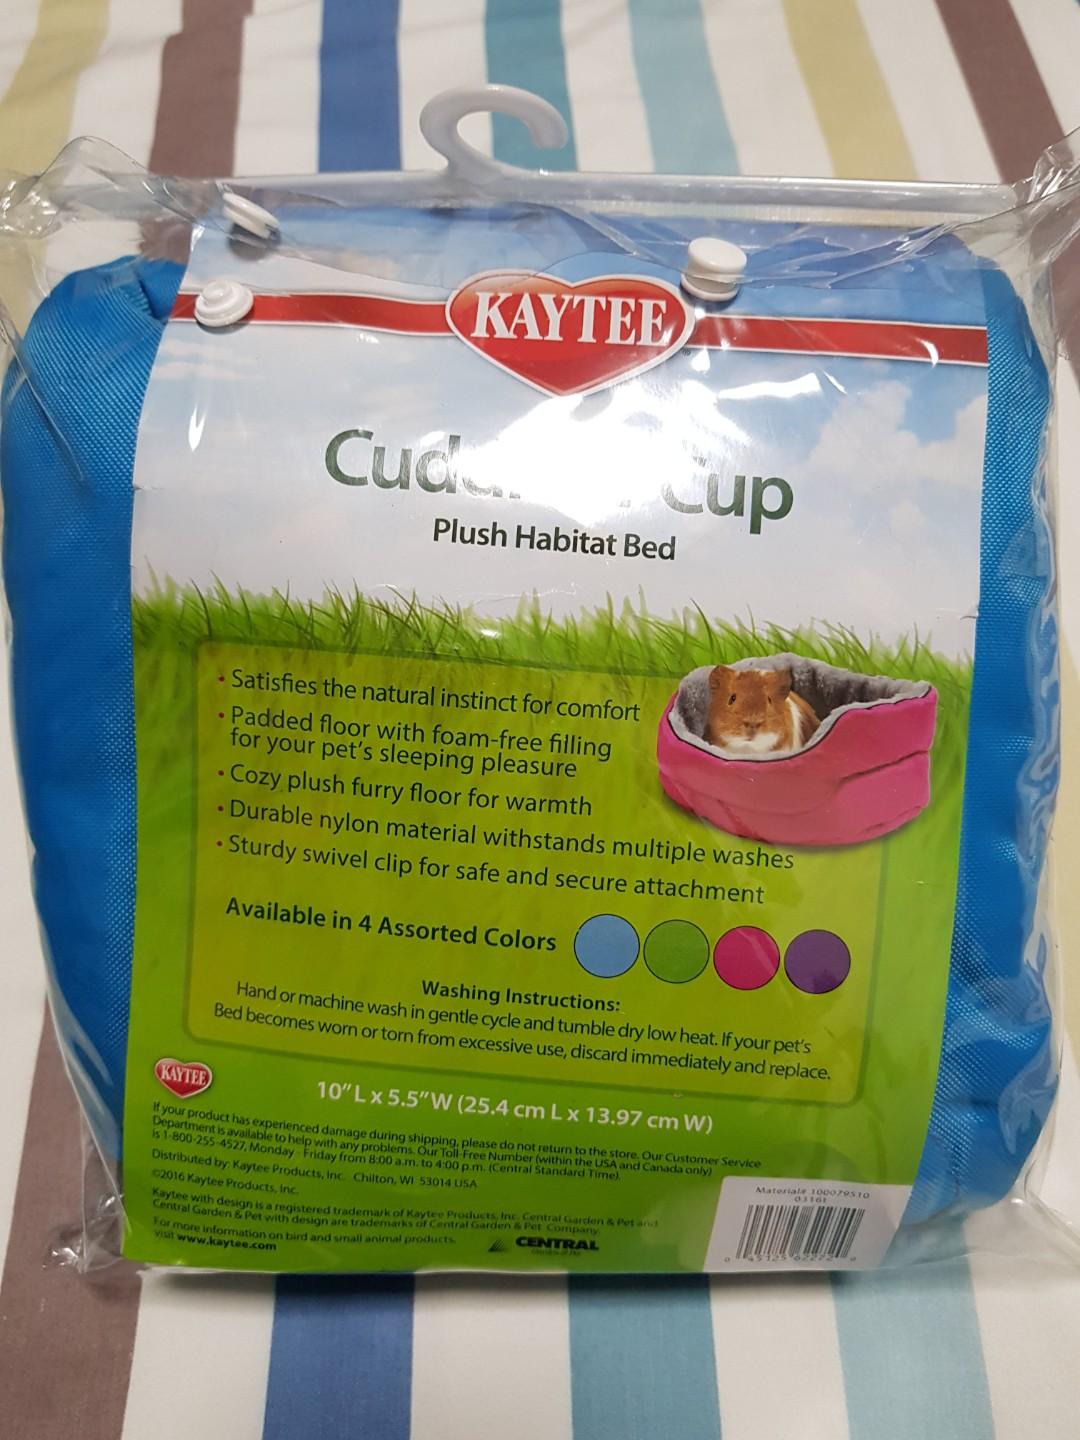 KAYTEE
Cup
Plush Habitat Bed
• Satisfies the natural instinct for comfort
• Padded floor with foam-free filling
for your pet's sleeping pleasure
• Cozy plush furry floor for warmth
• Durable nylon material withstands multiple washes
• Sturdy swivel clip for safe and secure attachment
Available in 4 Assorted Colors
Washing Instructions:
Hand or machine wash in gentle cycle and tumble dry low heat. If your pet's
Bed becomes worn or torn from excessive use, discard immediately and replace.
KAYTEE
10"L x 5.5"W (25.4 cm L x 13.97 cm W)
If your product has experienced damage during shipping, please do not return to the store. Our Customer Service
Department is available to help with any problems. Our Toll-Free Number (within the USA and Canada only)
is 1-800-255-4527, Monday - Friday from 8:00 a.m. to 4:00 p.m. (Central Standard Time).
Distributed by: Kaytee Products, Inc. Chilton, WI 53014 USA
©2016 Kaytee Products, Inc.
Kaytee with design is a registered trademark of Kaytee Products, Inc. Central Garden & Pet and
Central Garden & Pet with design are trademarks of Central Garden & Pet Company.
For more information on bird and small animal products,
visit www.kaytee.com
CENTRAL
Material# 100079510
03161